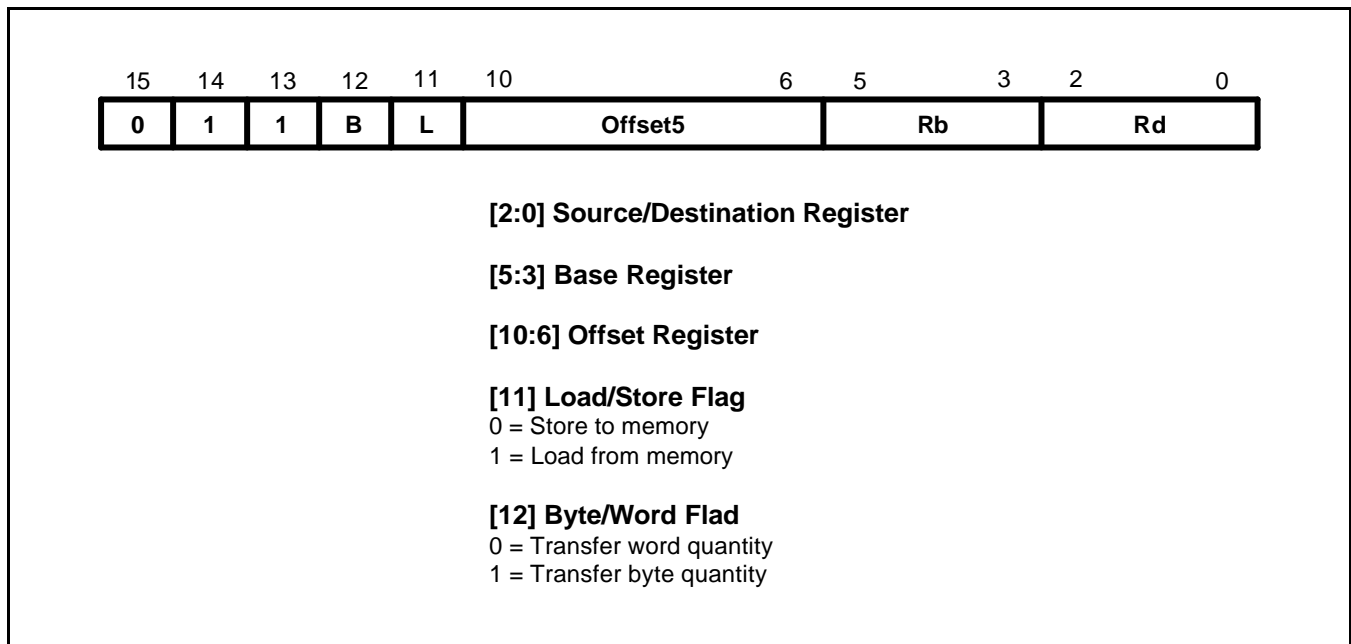 15 14 13 12 11 10 6 5 3 2 0
0 1 1 B L Offset5 Rb Rd
[2:0] Source/Destination Register
[5:3] Base Register
[10:6] Offset Register
[11] Load/Store Flag
0 = Store to memory
1 = Load from memory
[12] Byte/Word Flad
0 = Transfer word quantity
1 = Transfer byte quantity